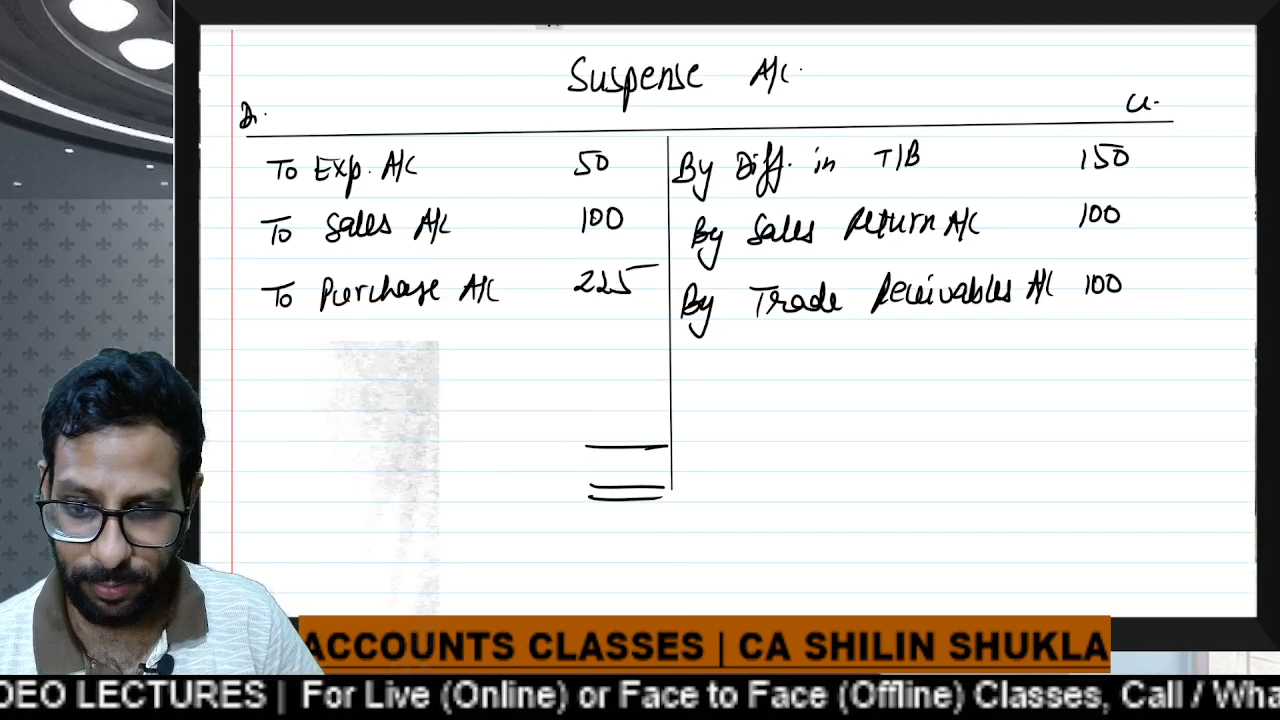 Suspense A/c.
Dr. Cr.
To Exp. A/c 50 By Diff. in T/B 150
To Sales A/c 100 By Sales Return A/c 100
To Purchase A/c 225 By Trade Receivables A/c 100
ACCOUNTS CLASSES | CA SHILIN SHUKLA
DEO LECTURES | For Live (Online) or Face to Face (Offline) Classes, Call / Wha